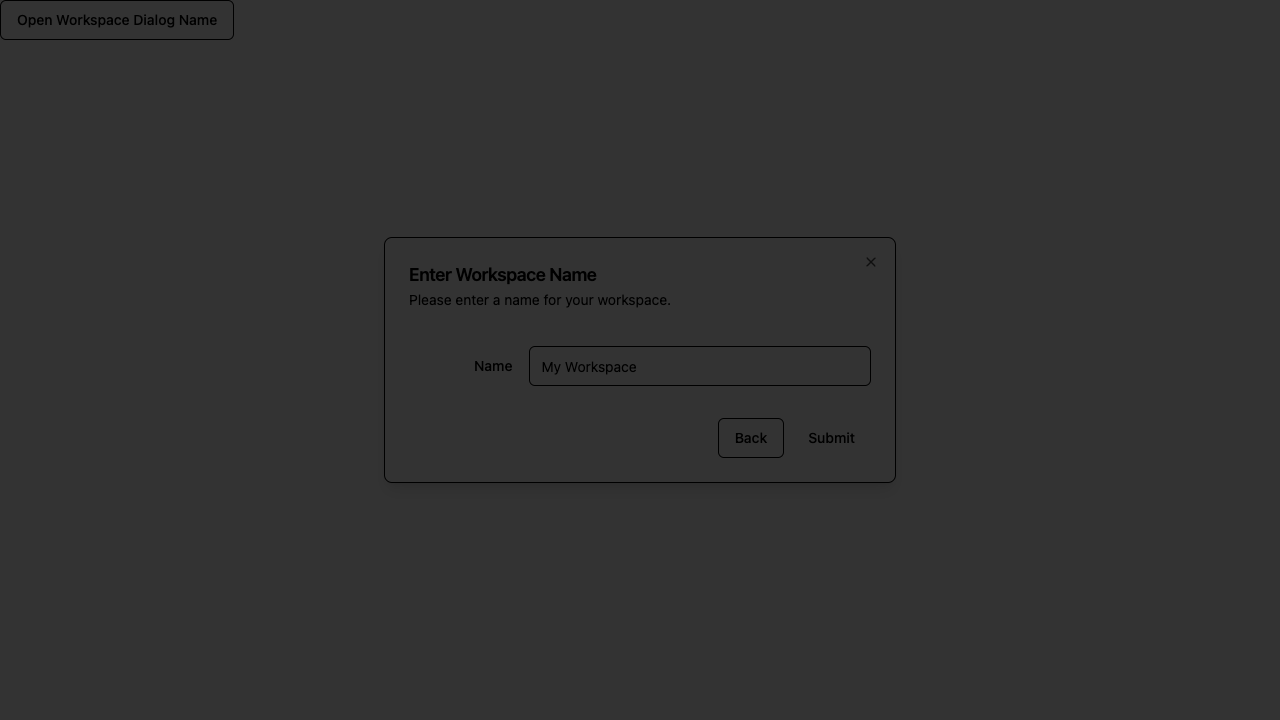 Open Workspace Dialog Name
Enter Workspace Name
Please enter a name for your workspace.
Name
My Workspace
Back
Submit